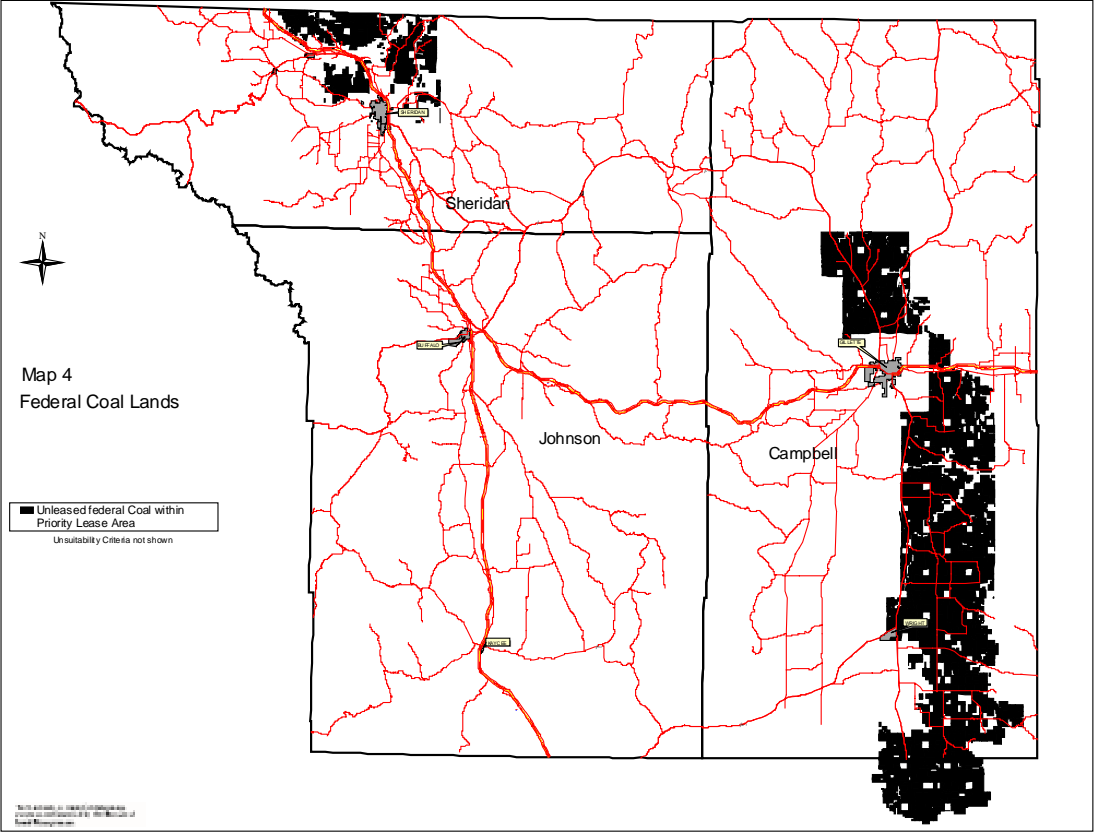 SHERIDAN
Sheridan
N
BUFFALO
GILLETTE
Map 4
Federal Coal Lands
Johnson
Campbell
Unleased federal Coal within
Priority Lease Area
Unsuitability Criteria not shown
WRIGHT
KAYCEE